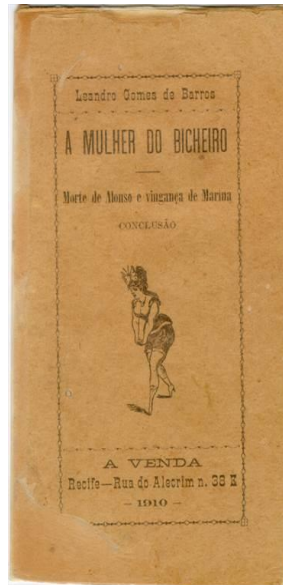 Leandro Gomes de Barros
A MULHER DO BICHEIRO
Morte de Alonso e vingança de Marina
CONCLUSÃO
A VENDA
Recife—Rua do Alecrim n. 38 E
— 1910 —